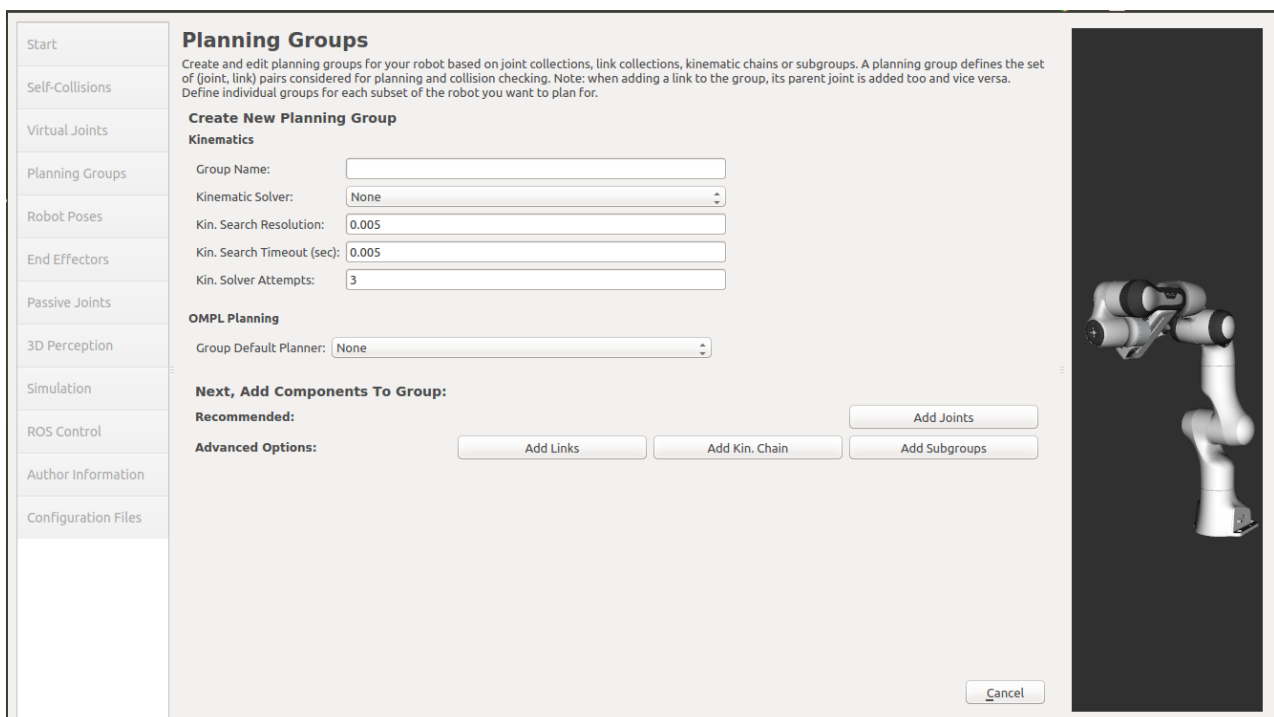 Start
Self-Collisions
Virtual Joints
Planning Groups
Robot Poses
End Effectors
Passive Joints
3D Perception
Simulation
ROS Control
Author Information
Configuration Files
Planning Groups
Create and edit planning groups for your robot based on joint collections, link collections, kinematic chains or subgroups. A planning group defines the set
of (joint, link) pairs considered for planning and collision checking. Note: when adding a link to the group, its parent joint is added too and vice versa.
Define individual groups for each subset of the robot you want to plan for.
Create New Planning Group
Kinematics
Group Name:
Kinematic Solver: None
Kin. Search Resolution: 0.005
Kin. Search Timeout (sec): 0.005
Kin. Solver Attempts: 3
OMPL Planning
Group Default Planner: None
Next, Add Components To Group:
Recommended: Add Joints
Advanced Options: Add Links Add Kin. Chain Add Subgroups
Cancel